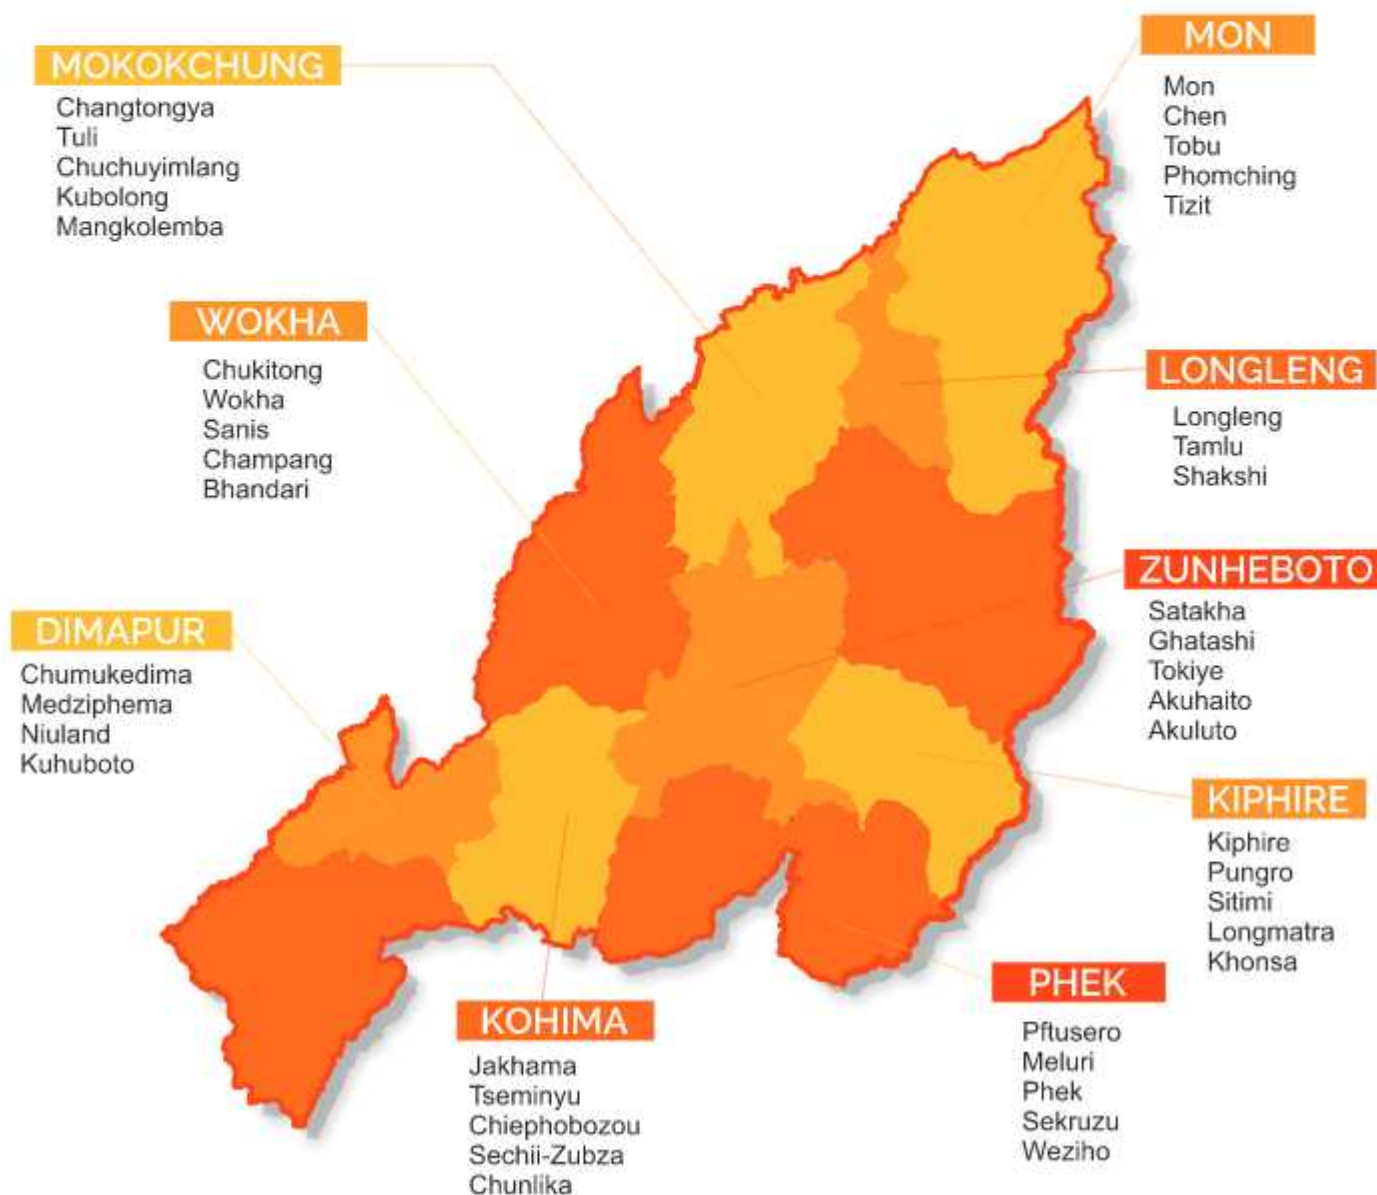 MOKOKCHUNG
Changtongya
Tuli
Chuchuyimlang
Kubolong
Mangkolemba
MON
Mon
Chen
Tobu
Phomching
Tizit
WOKHA
Chukitong
Wokha
Sanis
Champang
Bhandari
LONGLENG
Longleng
Tamlu
Shakshi
ZUNHEBOTO
Satakha
Ghatashi
Tokiye
Akuhaito
Akuluto
DIMAPUR
Chumukedima
Medziphema
Niuland
Kuhuboto
KIPHIRE
Kiphire
Pungro
Sitimi
Longmatra
Khonsa
KOHIMA
Jakhama
Tseminyu
Chiephobozou
Sechii-Zubza
Chunlika
PHEK
Pftusero
Meluri
Phek
Sekruzu
Weziho